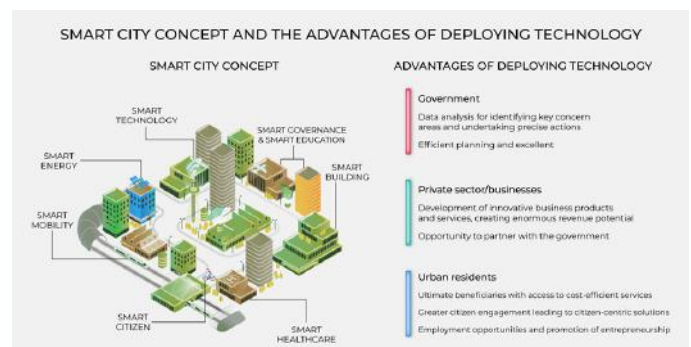 SMART CITY CONCEPT AND THE ADVANTAGES OF DEPLOYING TECHNOLOGY
SMART CITY CONCEPT
SMART
TECHNOLOGY
SMART GOVERNANCE
& SMART EDUCATION
SMART
BUILDING
SMART
ENERGY
SMART
MOBILITY
SMART
CITIZEN
SMART
HEALTHCARE
ADVANTAGES OF DEPLOYING TECHNOLOGY
Government
Data analysis for identifying key concern
areas and undertaking precise actions
Efficient planning and excellent
Private sector/businesses
Development of innovative business products
and services, creating enormous revenue potential
Opportunity to partner with the government
Urban residents
Ultimate beneficiaries with access to cost-efficient services
Greater citizen engagement leading to citizen-centric solutions
Employment opportunities and promotion of entrepreneurship